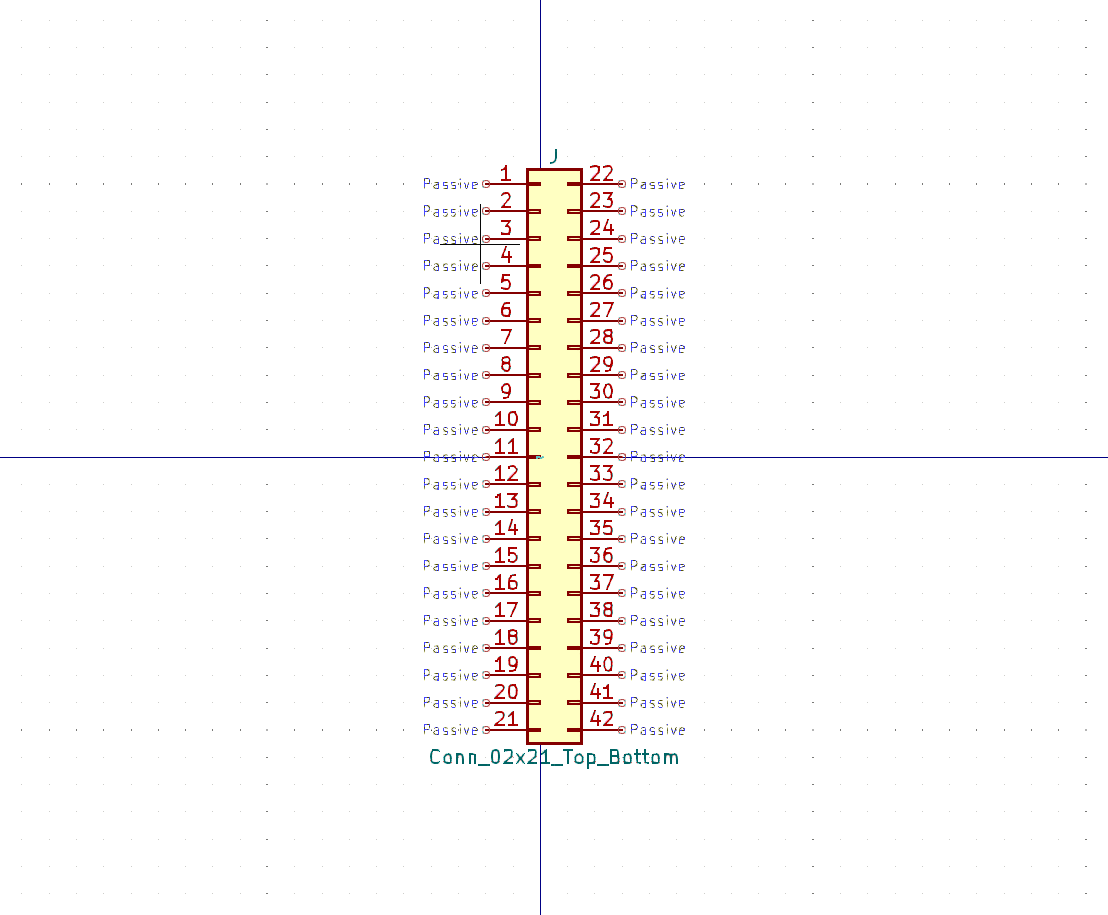 J
Passive 1 22 Passive
Passive 2 23 Passive
Passive 3 24 Passive
Passive 4 25 Passive
Passive 5 26 Passive
Passive 6 27 Passive
Passive 7 28 Passive
Passive 8 29 Passive
Passive 9 30 Passive
Passive 10 31 Passive
Passive 11 32 Passive
Passive 12 33 Passive
Passive 13 34 Passive
Passive 14 35 Passive
Passive 15 36 Passive
Passive 16 37 Passive
Passive 17 38 Passive
Passive 18 39 Passive
Passive 19 40 Passive
Passive 20 41 Passive
Passive 21 42 Passive
Conn_02x21_Top_Bottom